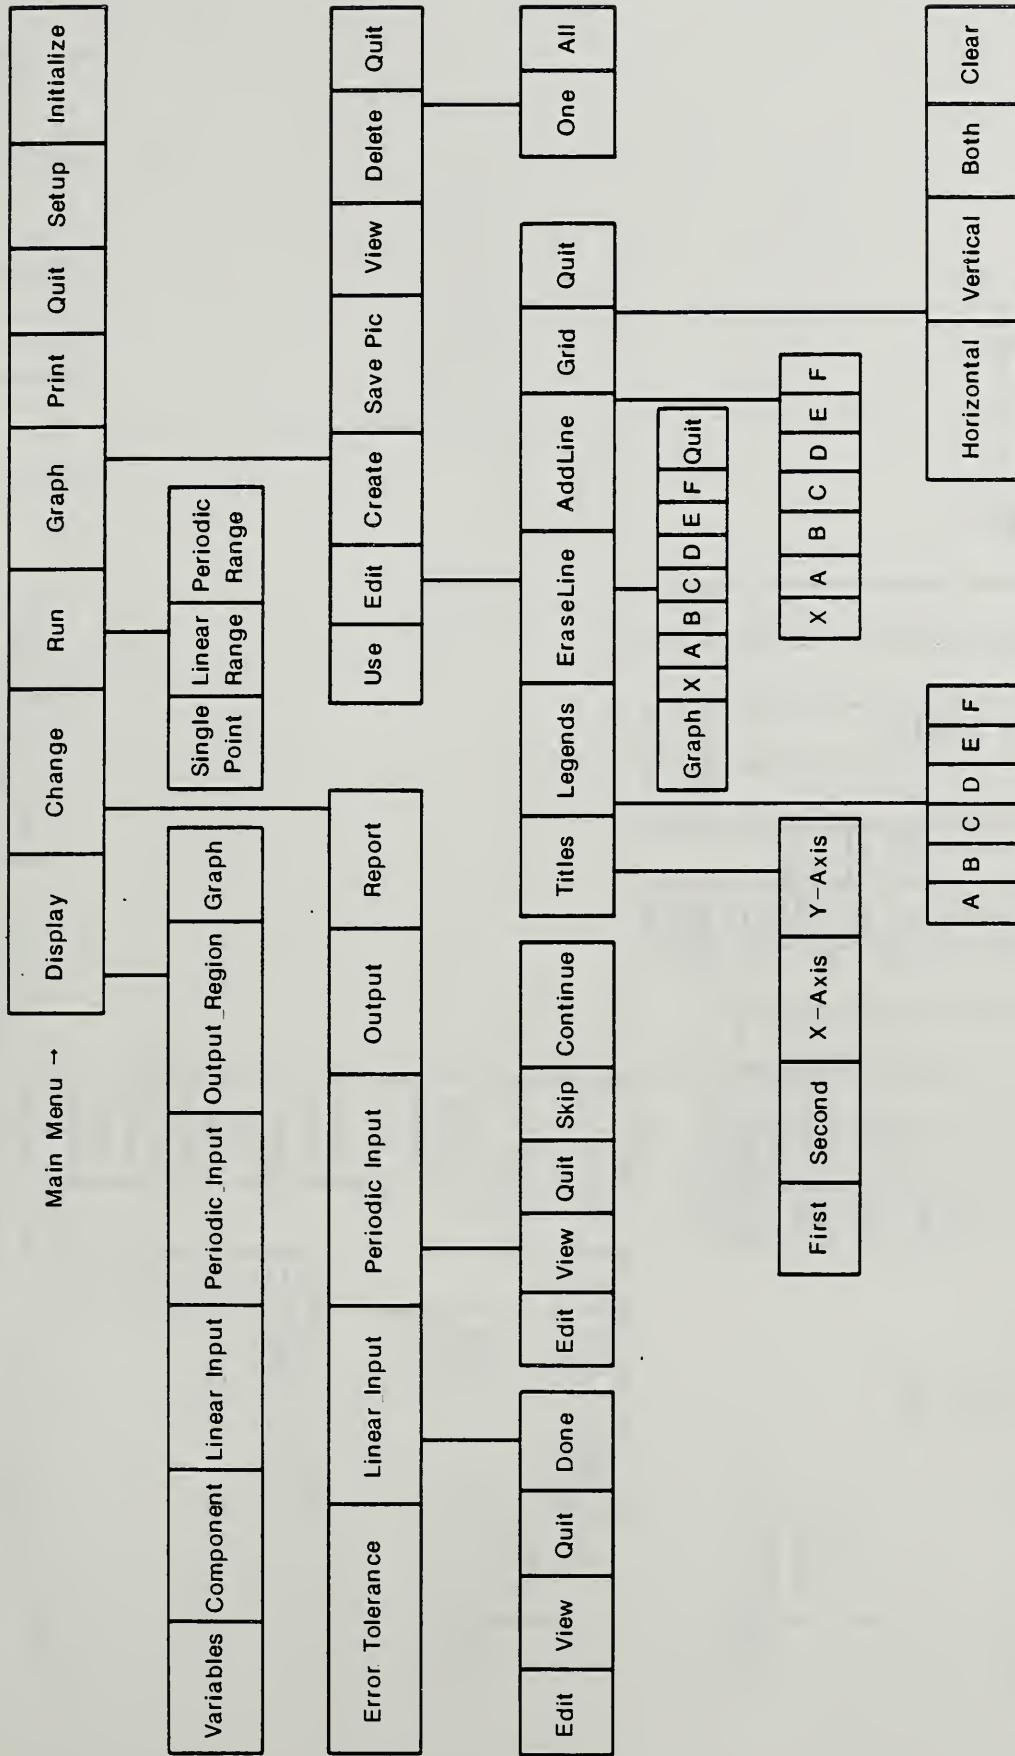 Main Menu →
Display Change Run Graph Print Quit Setup Initialize
Variables Component Linear_Input Periodic_Input Output_Region Graph
Single Point Linear Range Periodic Range
Error Tolerance Linear_Input Periodic Input Output Report
Use Edit Create Save Pic View Delete Quit
Edit View Quit Done
Edit View Quit Skip Continue
Titles Legends EraseLine AddLine Grid Quit
One All
Graph X A B C D E F Quit
First Second X-Axis Y-Axis
X A B C D E F
A B C D E F
Horizontal Vertical Both Clear